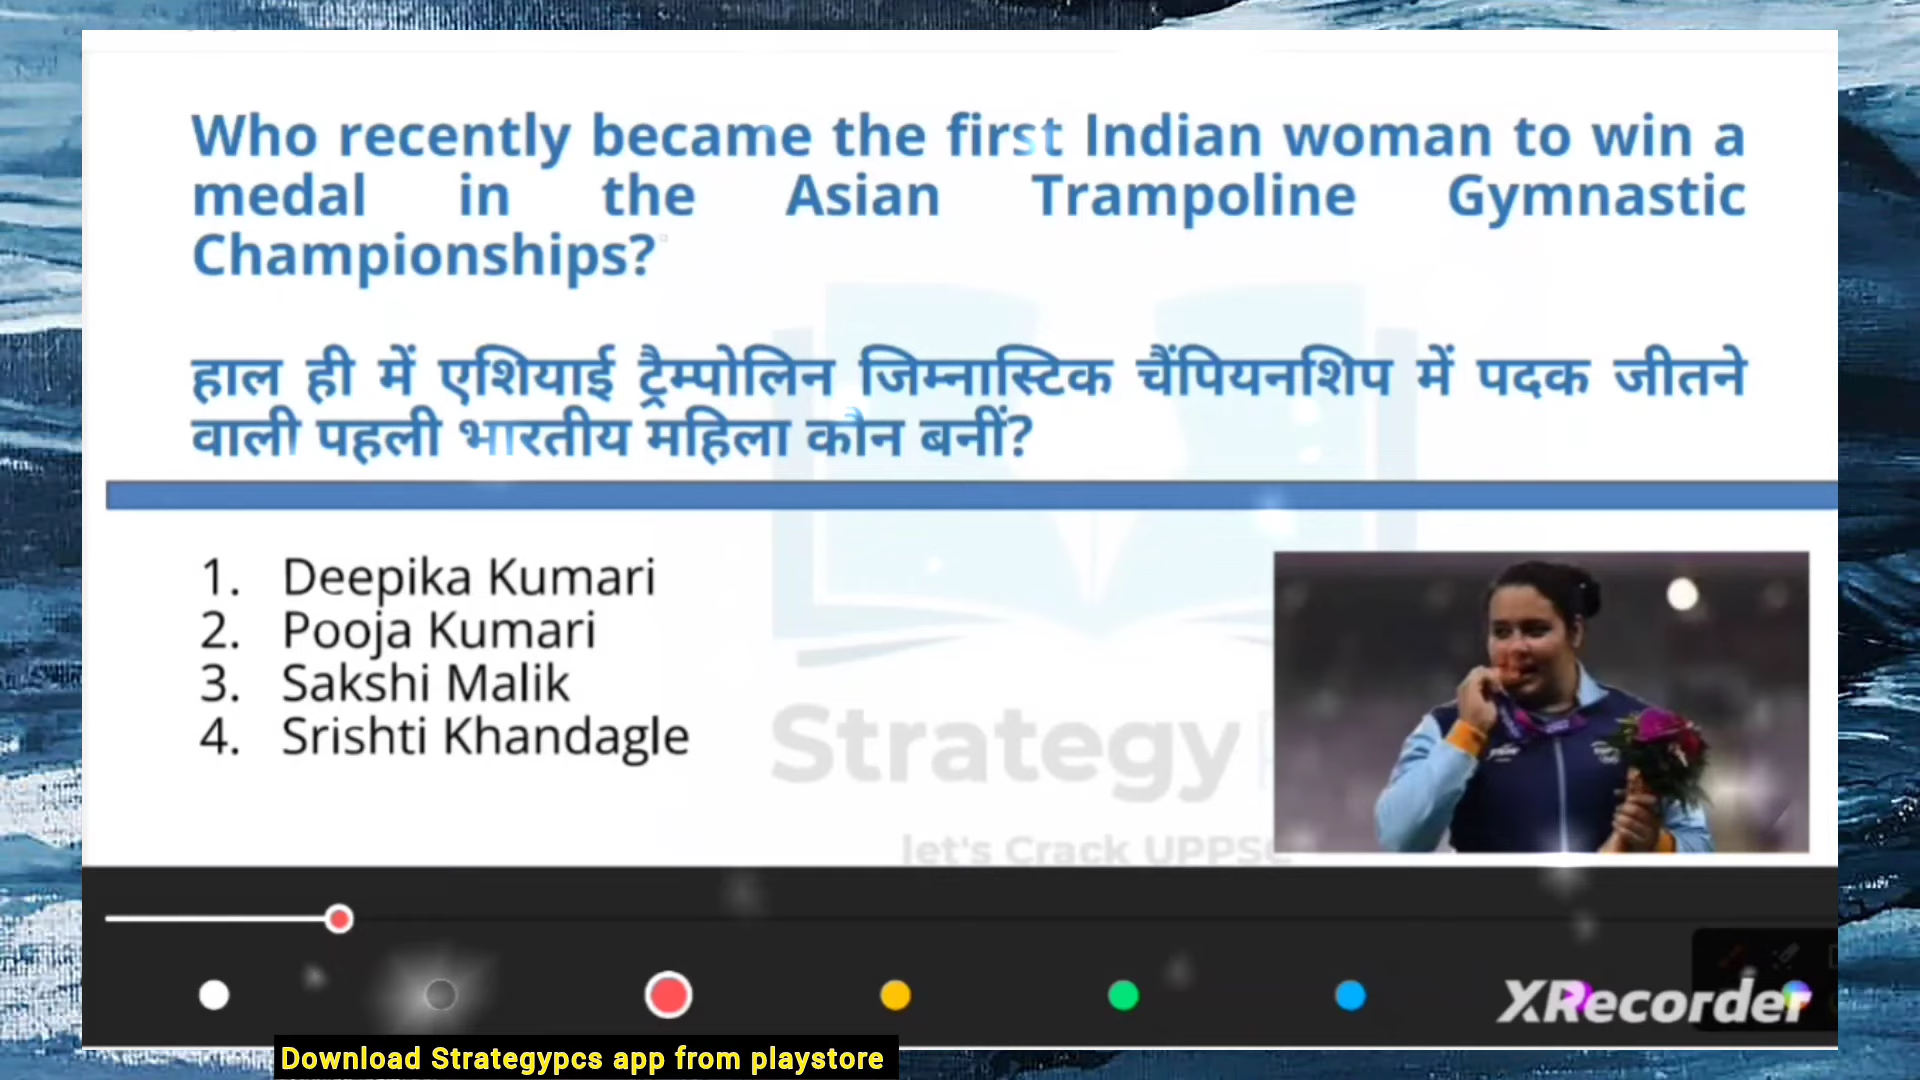 Who recently became the first Indian woman to win a
medal in the Asian Trampoline Gymnastic
Championships?
हाल ही में एशियाई ट्रैम्पोलिन जिम्नास्टिक चैंपियनशिप में पदक जीतने
वाली पहली भारतीय महिला कौन बनीं?
1. Deepika Kumari
2. Pooja Kumari
3. Sakshi Malik
4. Srishti Khandagle
Strategy
let's Crack UPPSC
XRecorder
Download Strategypcs app from playstore